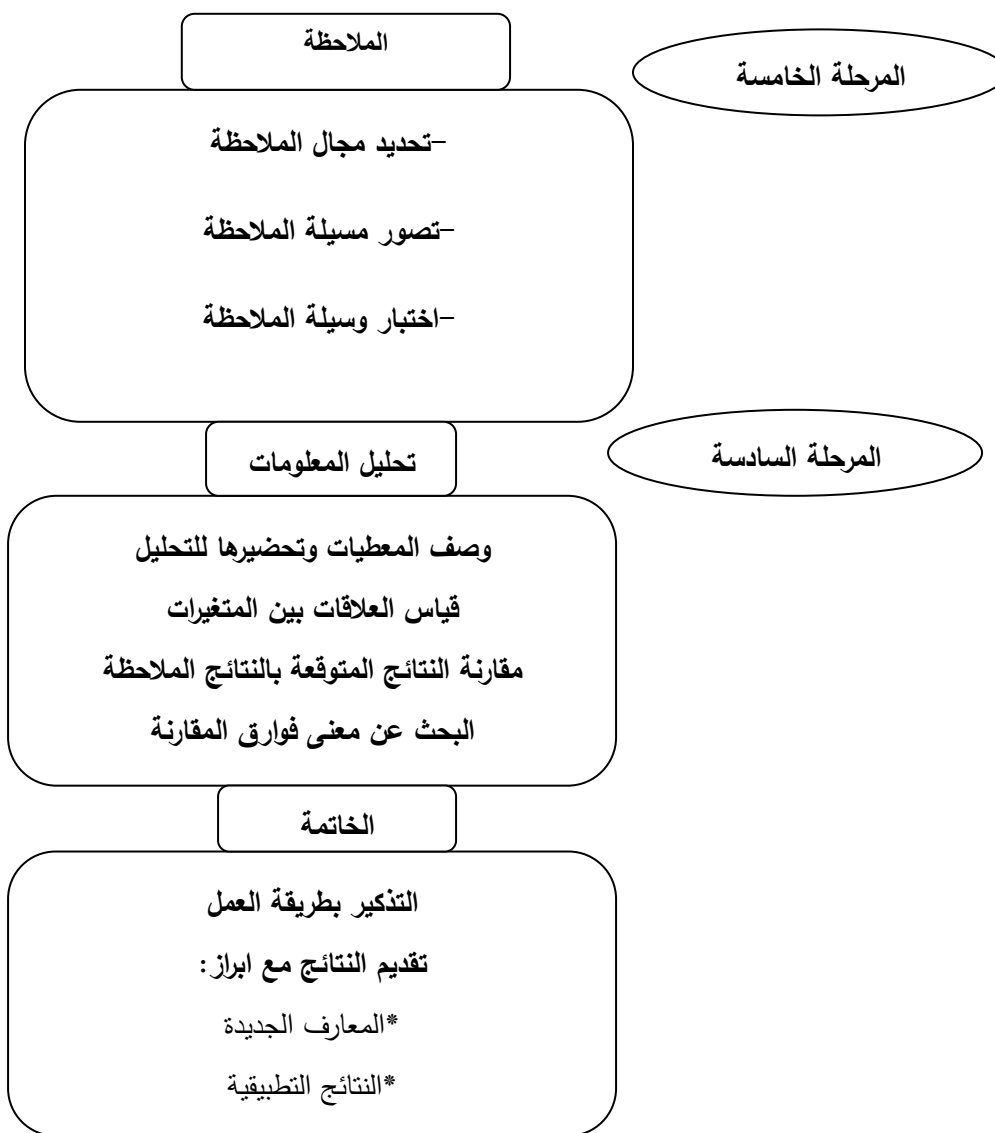 الملاحظة
المرحلة الخامسة
-تحديد مجال الملاحظة
-تصور مسيلة الملاحظة
-اختبار وسيلة الملاحظة
المرحلة السادسة
تحليل المعلومات
وصف المعطيات وتحضيرها للتحليل
قياس العلاقات بين المتغيرات
مقارنة النتائج المتوقعة بالنتائج الملاحظة
البحث عن معنى فوارق المقارنة
الخاتمة
التذكير بطريقة العمل
تقديم النتائج مع ابراز:
*المعارف الجديدة
*النتائج التطبيقية